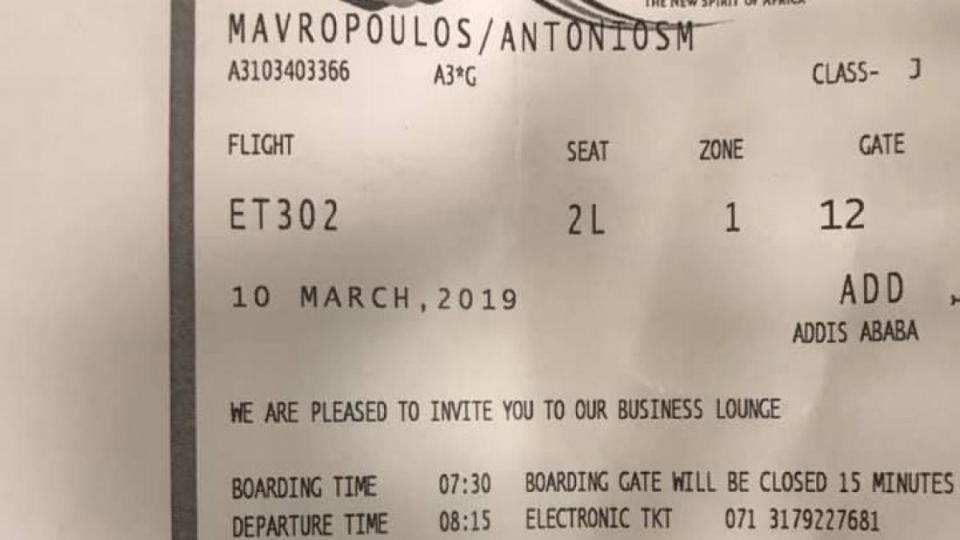 THE NEW SPIRIT OF AFRICA
MAVROPOULOS/ANTONIOSM
A3103403366 A3*G CLASS- J
FLIGHT SEAT ZONE GATE
ET302 2L 1 12
10 MARCH,2019 ADD
ADDIS ABABA
WE ARE PLEASED TO INVITE YOU TO OUR BUSINESS LOUNGE
BOARDING TIME 07:30 BOARDING GATE WILL BE CLOSED 15 MINUTES
DEPARTURE TIME 08:15 ELECTRONIC TKT 071 3179227681